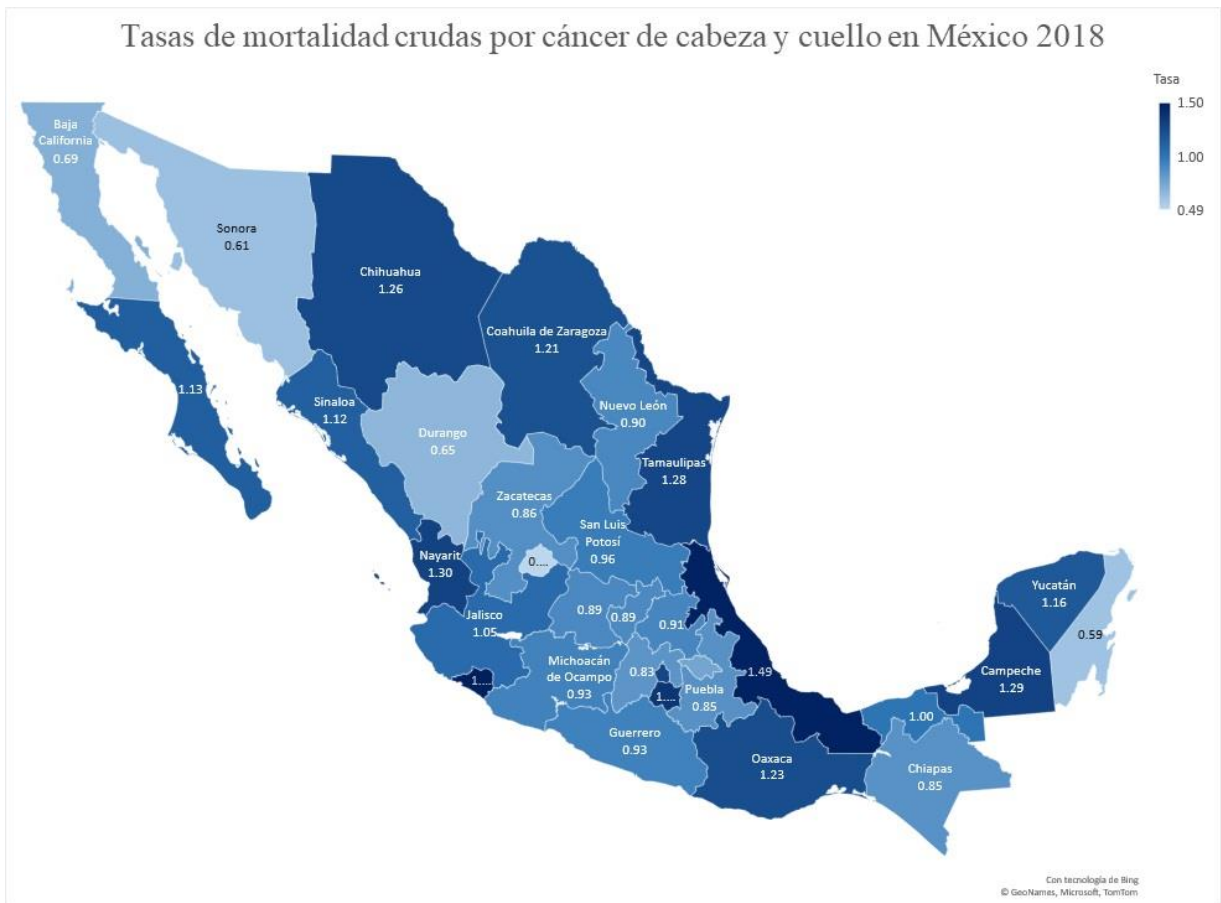 Tasas de mortalidad crudas por cáncer de cabeza y cuello en México 2018
Tasa
1.50
1.00
0.49
Baja
California
0.69
Sonora
0.61
Chihuahua
1.26
Coahuila de Zaragoza
1.21
1.13
Sinaloa
1.12
Nuevo León
0.90
Durango
0.65
Tamaulipas
1.28
Zacatecas
0.86
San Luis
Potosí
0.96
Nayarit
1.30
0....
Yucatán
1.16
0.59
Jalisco
1.05
0.89
0.89
0.91
Michoacán
de Ocampo
0.93
0.83
1.49
Campeche
1.29
1....
1....
Puebla
0.85
1.00
Guerrero
0.93
Oaxaca
1.23
Chiapas
0.85
Con tecnología de Bing
© GeoNames, Microsoft, TomTom